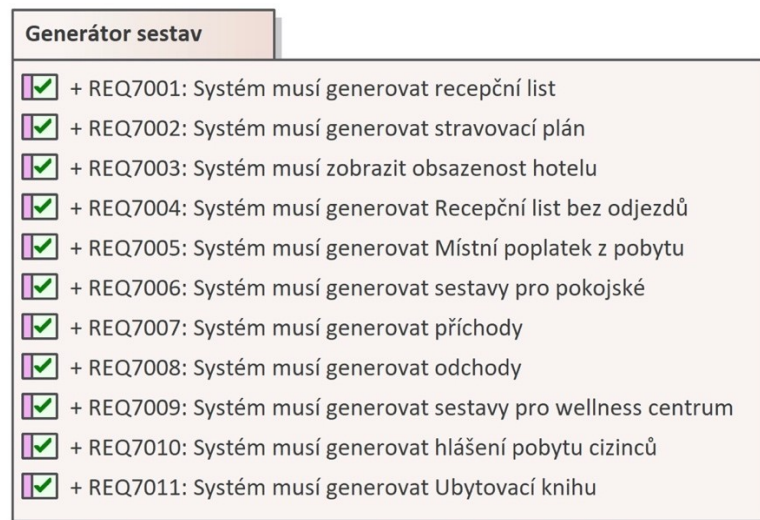 Generátor sestav
+ REQ7001: Systém musí generovat recepční list
+ REQ7002: Systém musí generovat stravovací plán
+ REQ7003: Systém musí zobrazit obsazenost hotelu
+ REQ7004: Systém musí generovat Recepční list bez odjezdů
+ REQ7005: Systém musí generovat Místní poplatek z pobytu
+ REQ7006: Systém musí generovat sestavy pro pokojské
+ REQ7007: Systém musí generovat příchody
+ REQ7008: Systém musí generovat odchody
+ REQ7009: Systém musí generovat sestavy pro wellness centrum
+ REQ7010: Systém musí generovat hlášení pobytu cizinců
+ REQ7011: Systém musí generovat Ubytovací knihu